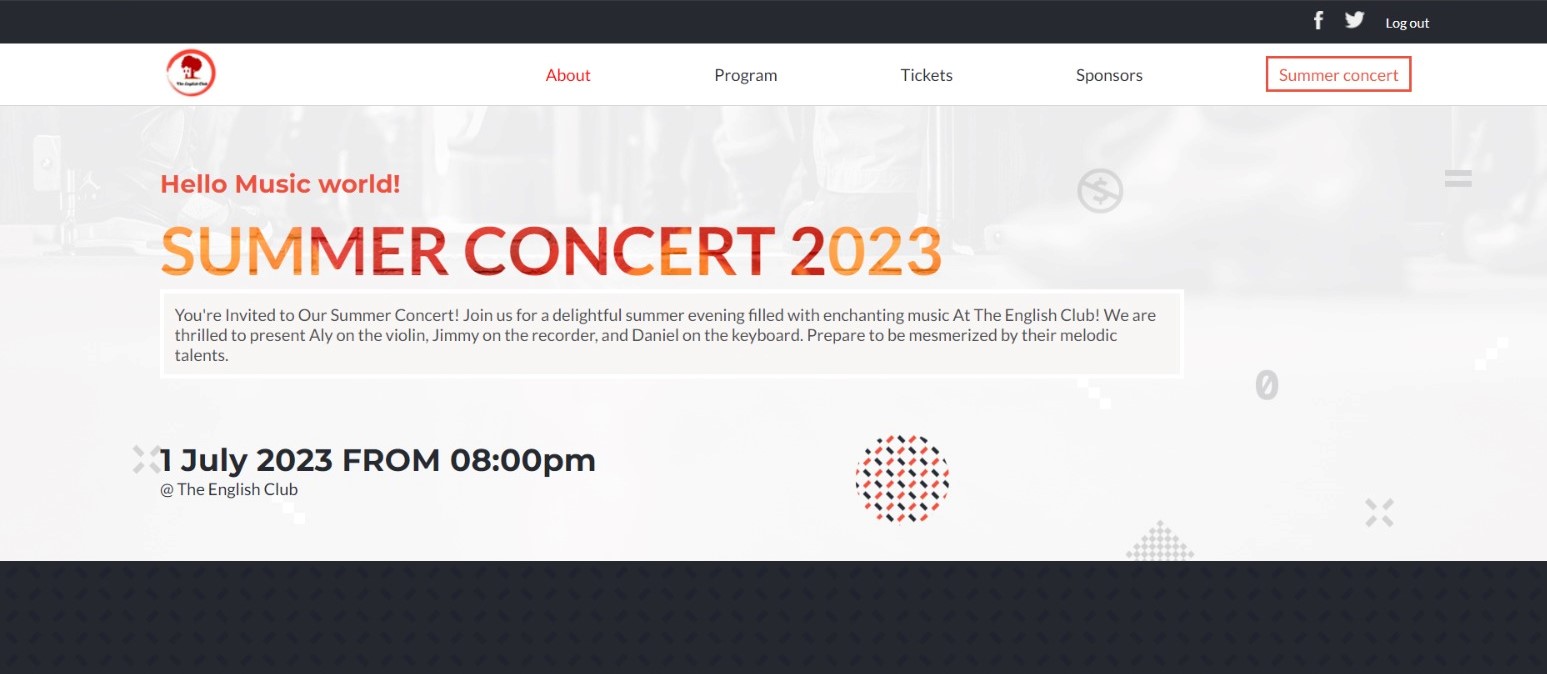 Log out
The English Club
About
Program
Tickets
Sponsors
Summer concert
Hello Music world!
SUMMER CONCERT 2023
You're Invited to Our Summer Concert! Join us for a delightful summer evening filled with enchanting music At The English Club! We are
thrilled to present Aly on the violin, Jimmy on the recorder, and Daniel on the keyboard. Prepare to be mesmerized by their melodic
talents.
0
1 July 2023 FROM 08:00pm
@ The English Club